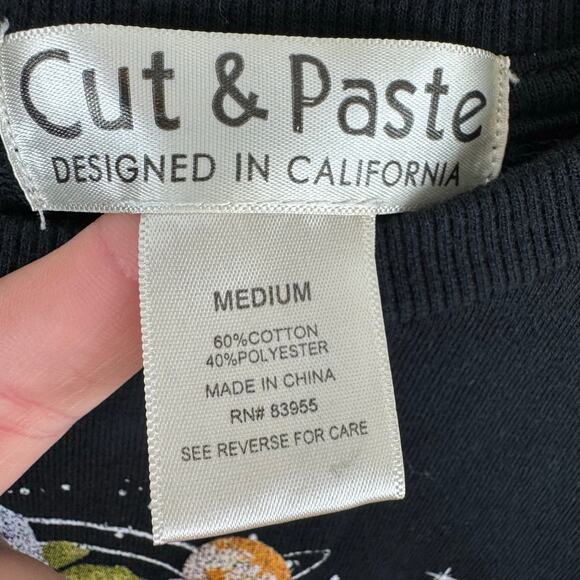 Cut & Paste
DESIGNED IN CALIFORNIA
MEDIUM
60%COTTON
40%POLYESTER
MADE IN CHINA
RN# 83955
SEE REVERSE FOR CARE